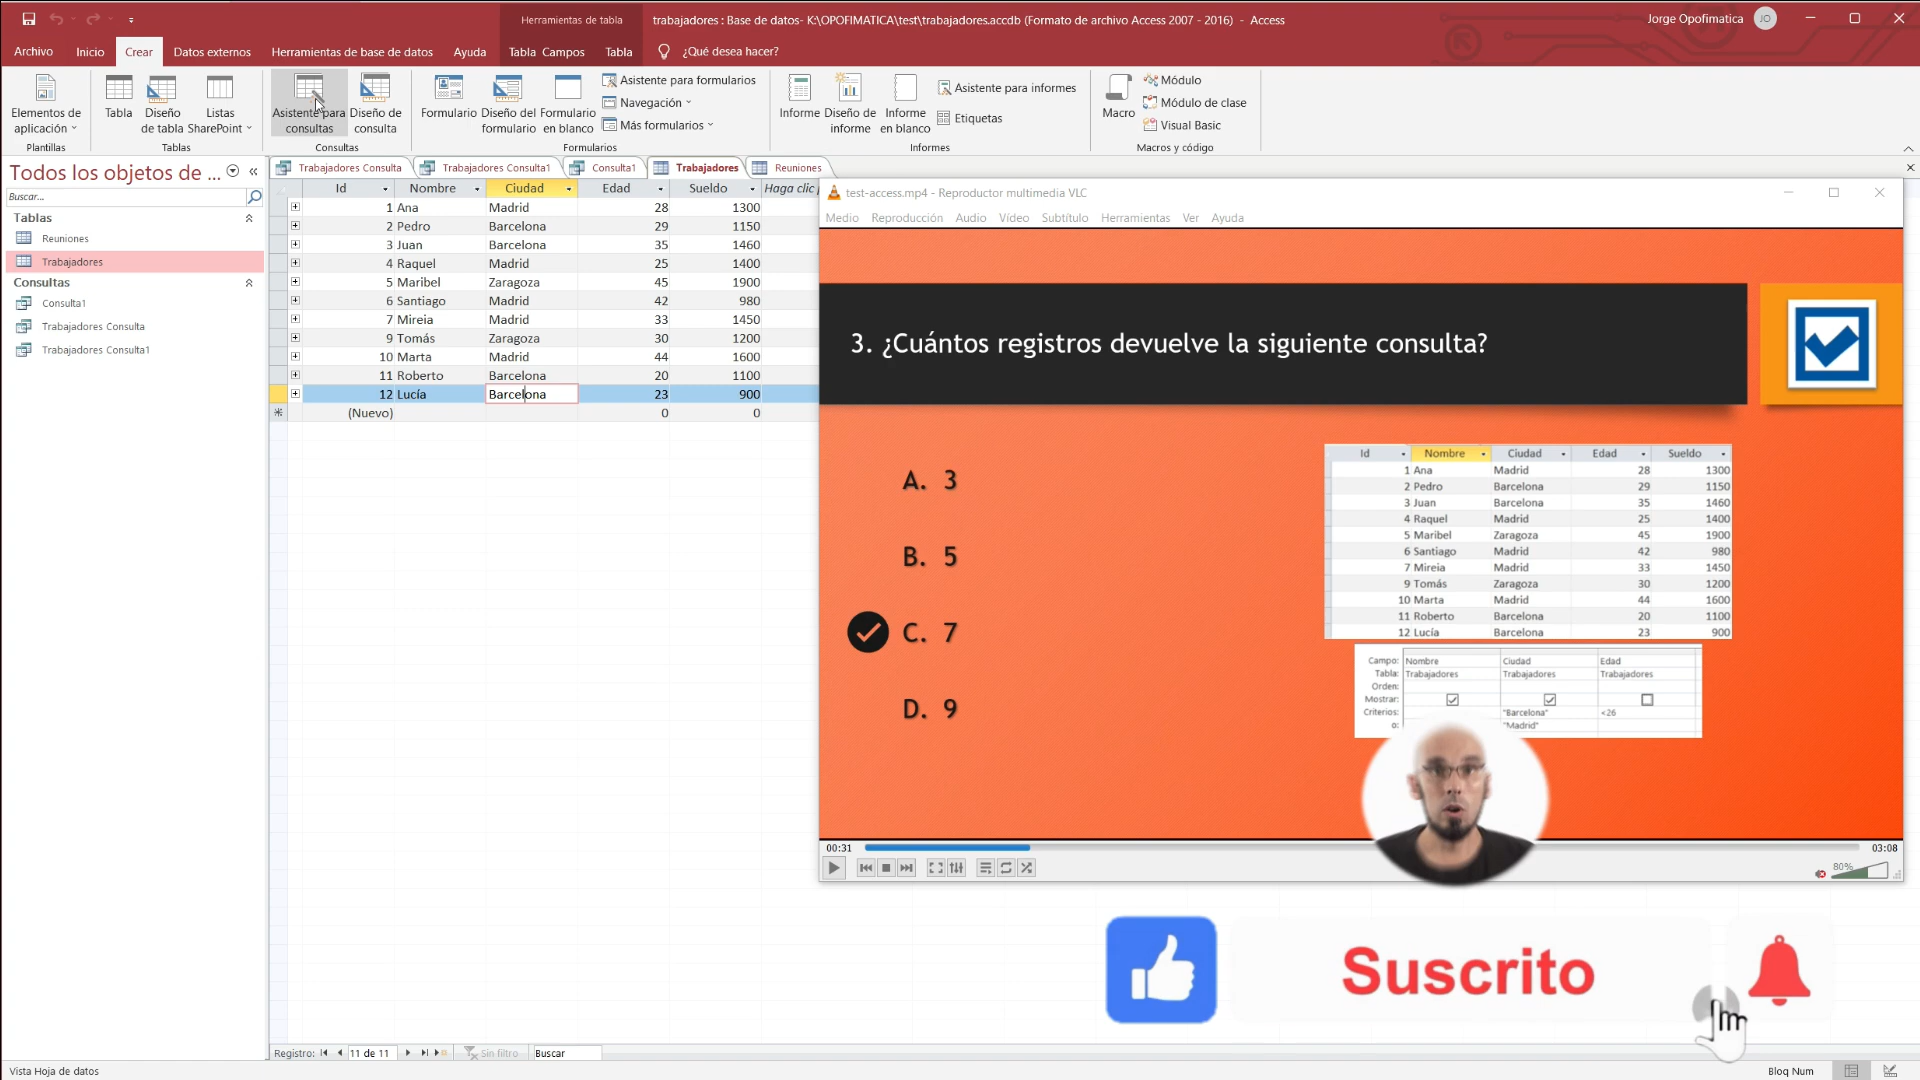 Herramientas de tabla
trabajadores : Base de datos- K:\OPOFIMATICA\test\trabajadores.accdb (Formato de archivo Access 2007 - 2016)  -  Access
Jorge Opofimatica
JO
Archivo Inicio Crear Datos externos Herramientas de base de datos Ayuda Tabla Campos Tabla ¿Qué desea hacer?
Elementos de aplicación
Plantillas
Tabla
Diseño de tabla
Listas SharePoint
Tablas
Asistente para consultas
Diseño de consulta
Consultas
Formulario
Diseño del formulario
Formulario en blanco
Asistente para formularios
Navegación
Más formularios
Formularios
Informe
Diseño de informe
Informe en blanco
Asistente para informes
Etiquetas
Informes
Macro
Módulo
Módulo de clase
Visual Basic
Macros y código
Todos los objetos de ...
Buscar...
Tablas
Reuniones
Trabajadores
Consultas
Consulta1
Trabajadores Consulta
Trabajadores Consulta1
Trabajadores Consulta Trabajadores Consulta1 Consulta1 Trabajadores Reuniones
Id Nombre Ciudad Edad Sueldo Haga clic
1 Ana Madrid 28 1300
2 Pedro Barcelona 29 1150
3 Juan Barcelona 35 1460
4 Raquel Madrid 25 1400
5 Maribel Zaragoza 45 1900
6 Santiago Madrid 42 980
7 Mireia Madrid 33 1450
9 Tomás Zaragoza 30 1200
10 Marta Madrid 44 1600
11 Roberto Barcelona 20 1100
12 Lucía Barcelona 23 900
(Nuevo) 0 0
test-access.mp4 - Reproductor multimedia VLC
Medio Reproducción Audio Vídeo Subtítulo Herramientas Ver Ayuda
3. ¿Cuántos registros devuelve la siguiente consulta?
A. 3
B. 5
C. 7
D. 9
Id Nombre Ciudad Edad Sueldo
1 Ana Madrid 28 1300
2 Pedro Barcelona 29 1150
3 Juan Barcelona 35 1460
4 Raquel Madrid 25 1400
5 Maribel Zaragoza 45 1900
6 Santiago Madrid 42 980
7 Mireia Madrid 33 1450
9 Tomás Zaragoza 30 1200
10 Marta Madrid 44 1600
11 Roberto Barcelona 20 1100
12 Lucía Barcelona 23 900
Campo: Nombre Ciudad Edad
Tabla: Trabajadores Trabajadores Trabajadores
Orden:
Mostrar:
Criterios: "Barcelona" <26
o: "Madrid"
00:31 03:08
80%
Suscrito
Registro: 11 de 11 Sin filtro Buscar
Vista Hoja de datos Bloq Num